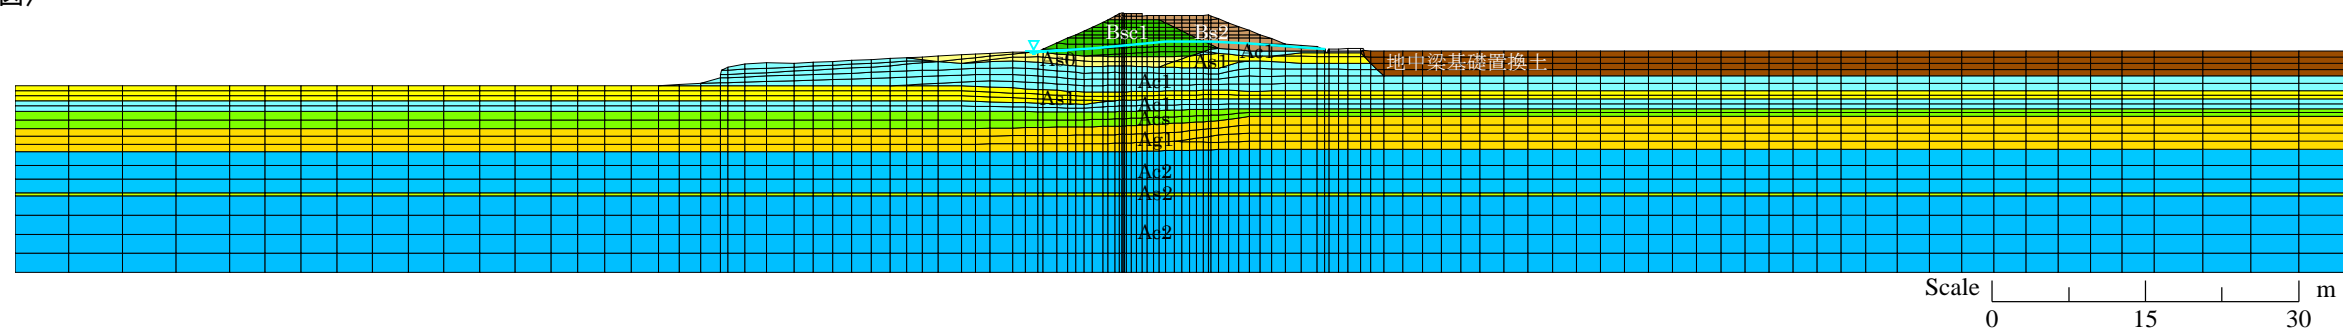 Bsc1
Bs2
As0
As1
Ac1
地中梁基礎置換土
Ac1
As1
Ac1
Acs
Ag1
Ac2
As2
Ac2
Scale
m
0
15
30